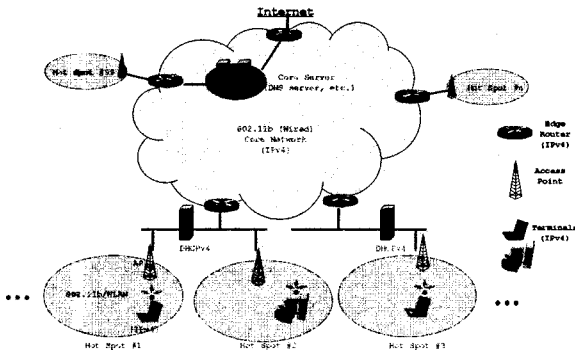 Internet
Hot Spot
Core Server
(DNS server, etc.)
Hot Spot #n
802.11b (Wired)
Core Network
(IPv4)
Edge
Router
(IPv4)
Access
Point
Terminals
(IPv4)
DHCPv4
DHCPv4
AP
802.11b/WLAN
Hot Spot #1
Hot Spot #2
Hot Spot #3